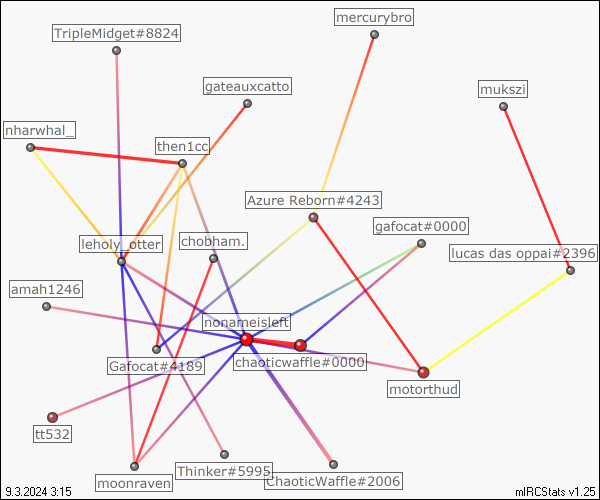 mercurybro
TripleMidget#8824
gateauxcatto
mukszi
nharwhal_
then1cc
Azure Reborn#4243
gafocat#0000
leholy_otter
chobham.
lucas das oppai#2396
amah1246
nonameisleft
Gafocat#4189
chaoticwaffle#0000
motorthud
tt532
Thinker#5995
moonraven
ChaoticWaffle#2006
9.3.2024 3:15
mIRCStats v1.25